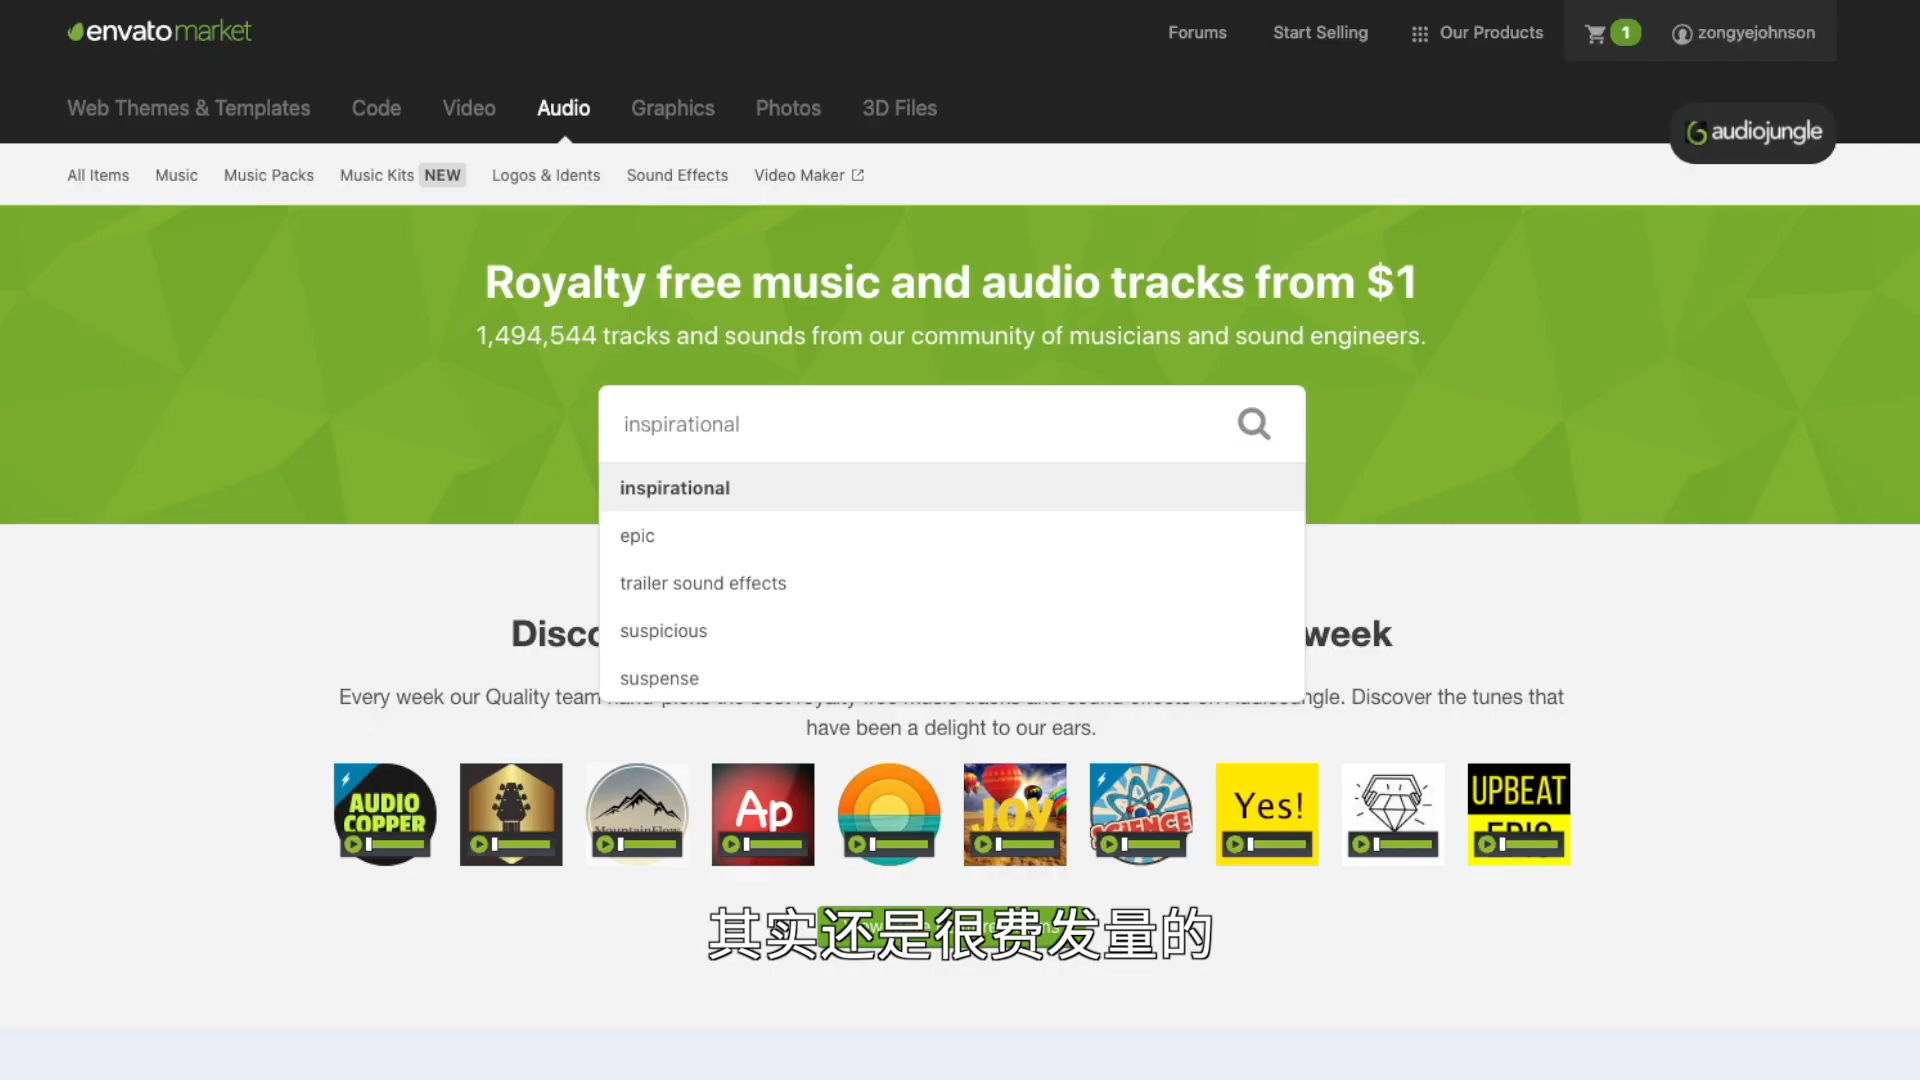 envato market
Forums
Start Selling
Our Products
1
zongyejohnson
Web Themes & Templates
Code
Video
Audio
Graphics
Photos
3D Files
audiojungle
All Items
Music
Music Packs
Music Kits NEW
Logos & Idents
Sound Effects
Video Maker
Royalty free music and audio tracks from $1
1,494,544 tracks and sounds from our community of musicians and sound engineers.
inspirational
inspirational
epic
trailer sound effects
suspicious
suspense
week
Every week our Quality team
Discover the tunes that
have been a delight to our ears.
AUDIO
COPPER
MountainFlow
Ap
JOY
SCIENCE
Yes!
UPBEAT
EPIC
其实还是很费发量的